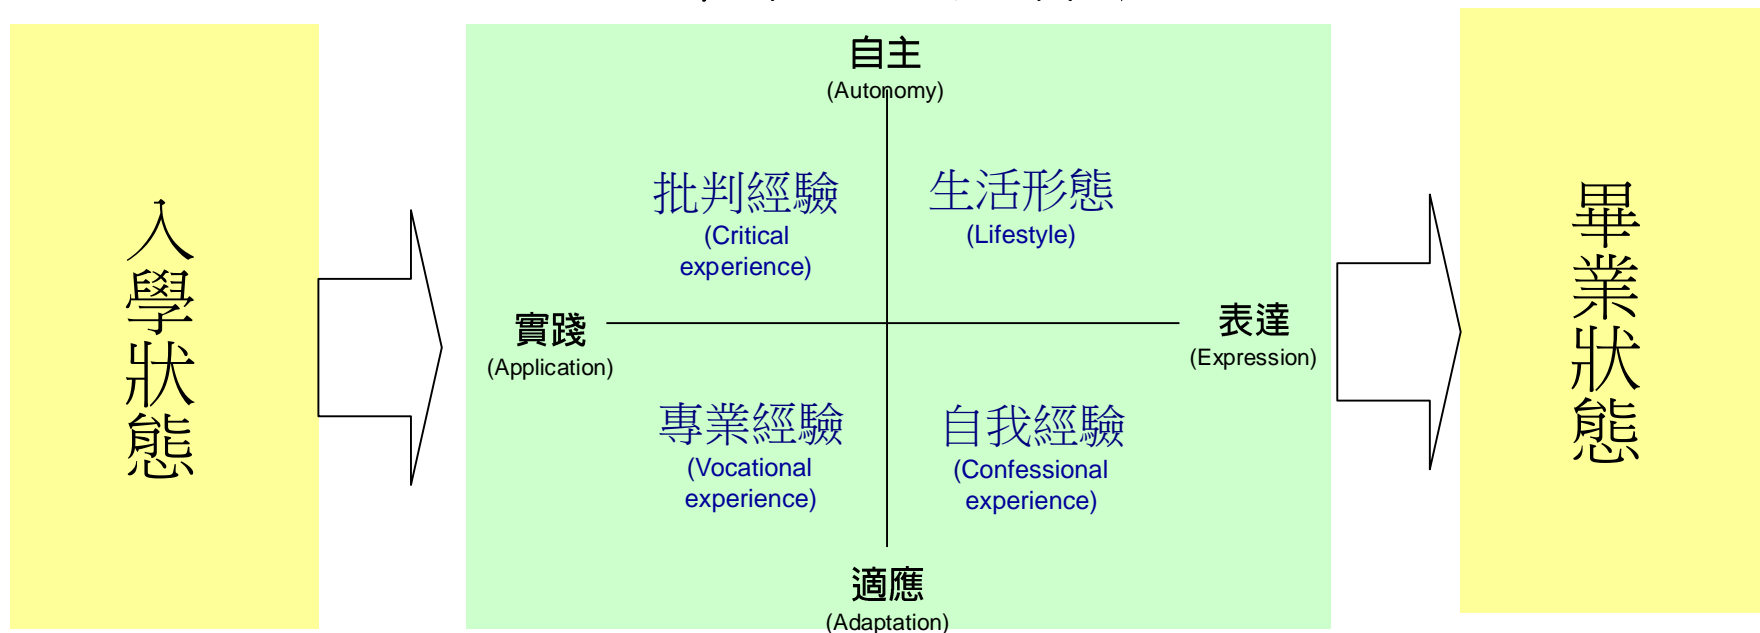 入學狀態
自主
(Autonomy)
批判經驗
(Critical
experience)
生活形態
(Lifestyle)
實踐
(Application)
表達
(Expression)
專業經驗
(Vocational
experience)
自我經驗
(Confessional
experience)
適應
(Adaptation)
畢業狀態